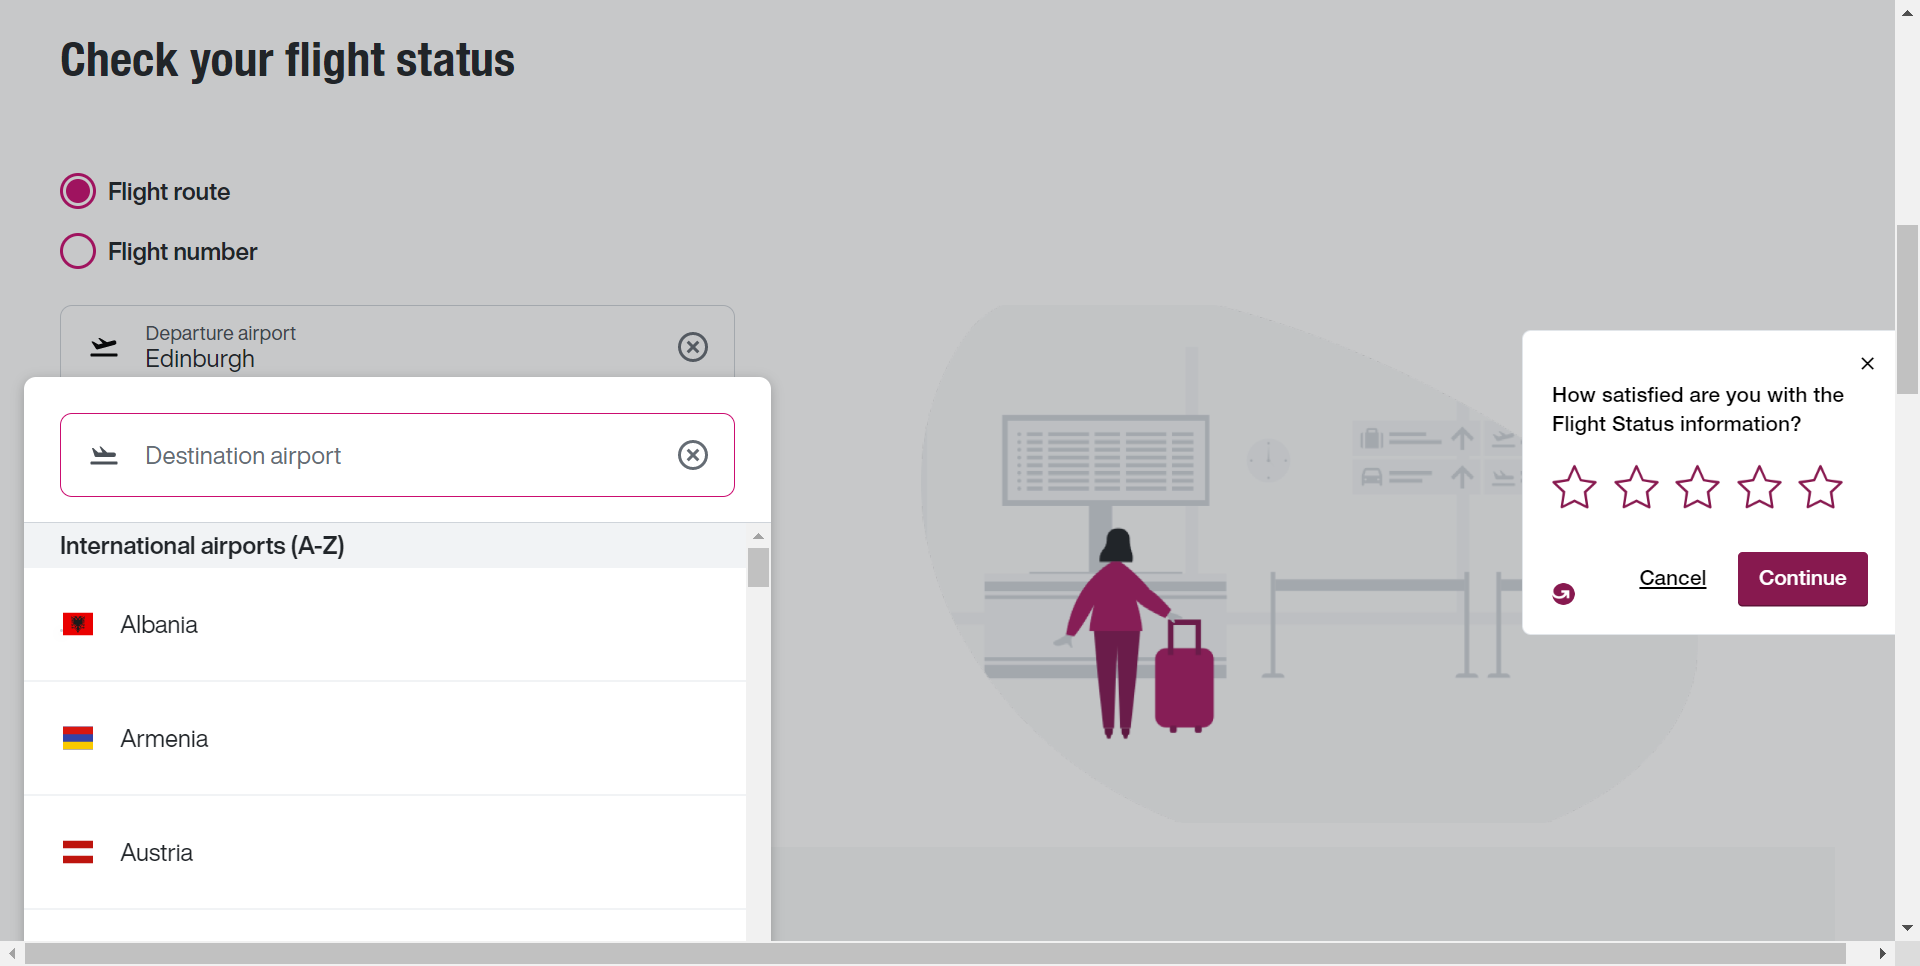 Check your flight status
Flight route
Flight number
Departure airport
Edinburgh
Destination airport
International airports (A-Z)
Albania
Armenia
Austria
How satisfied are you with the
Flight Status information?
Cancel
Continue